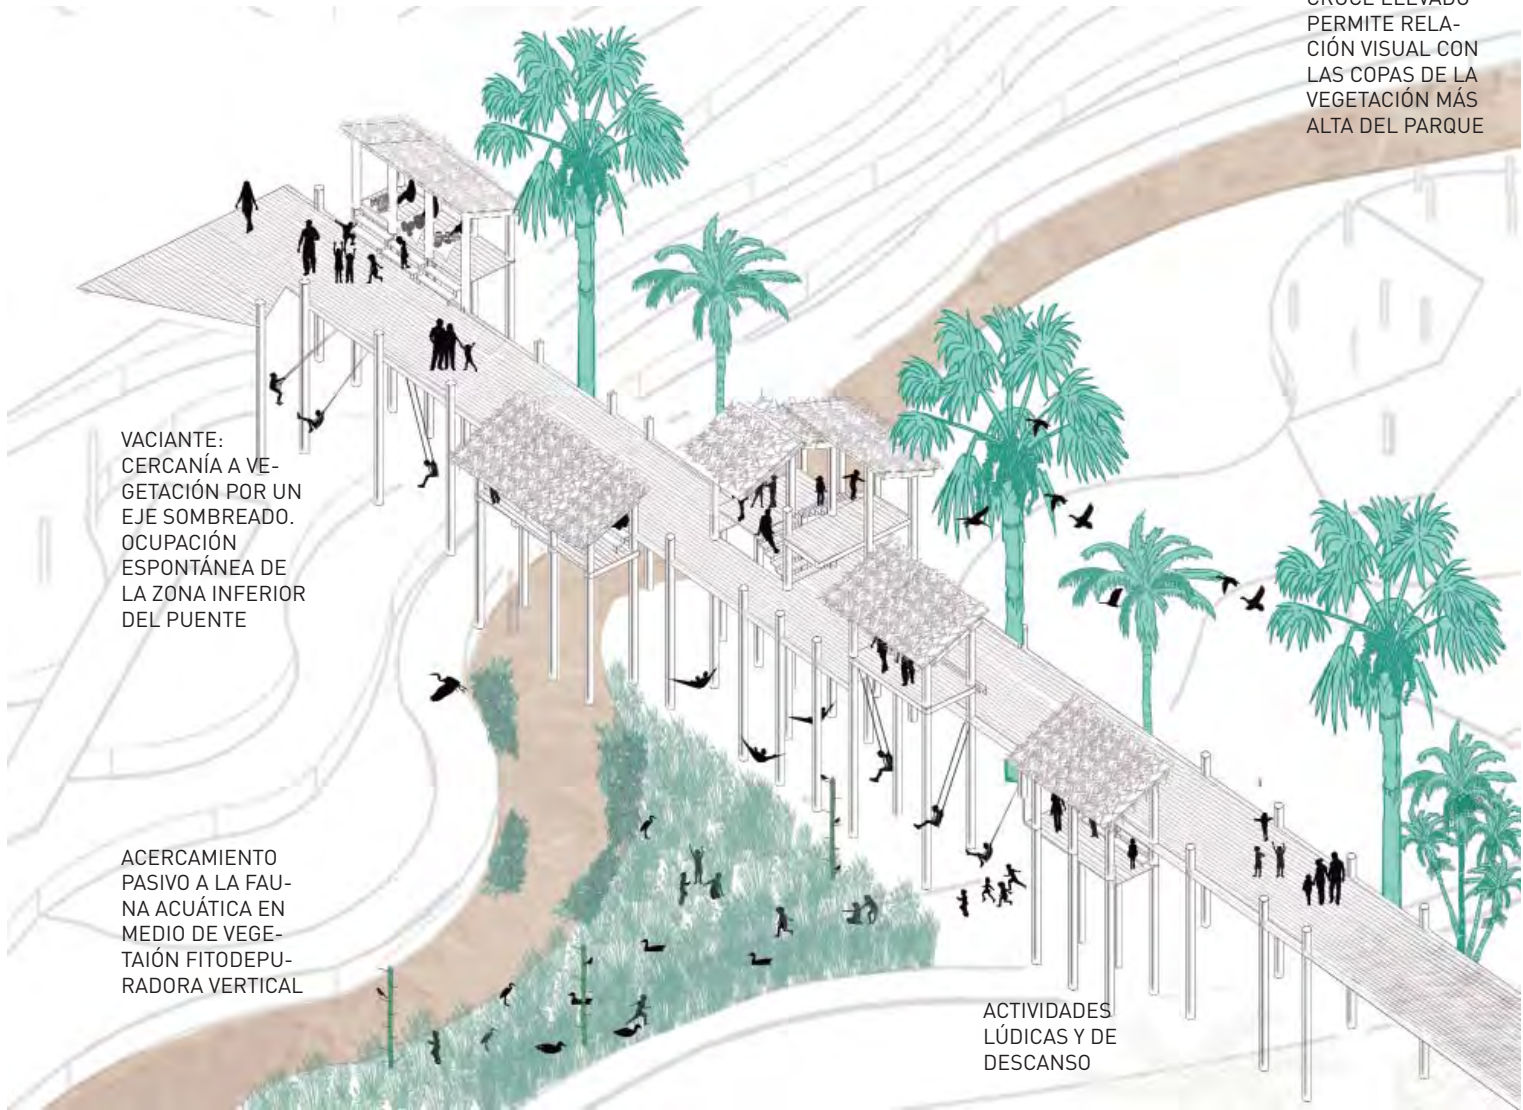 CRUCE ELEVADO
PERMITE RELA-
CIÓN VISUAL CON
LAS COPAS DE LA
VEGETACIÓN MÁS
ALTA DEL PARQUE
VACIANTE:
CERCANÍA A VE-
GETACIÓN POR UN
EJE SOMBREADO.
OCUPACIÓN
ESPONTÁNEA DE
LA ZONA INFERIOR
DEL PUENTE
ACERCAMIENTO
PASIVO A LA FAU-
NA ACUÁTICA EN
MEDIO DE VEGE-
TAIÓN FITODEPU-
RADORA VERTICAL
ACTIVIDADES
LÚDICAS Y DE
DESCANSO